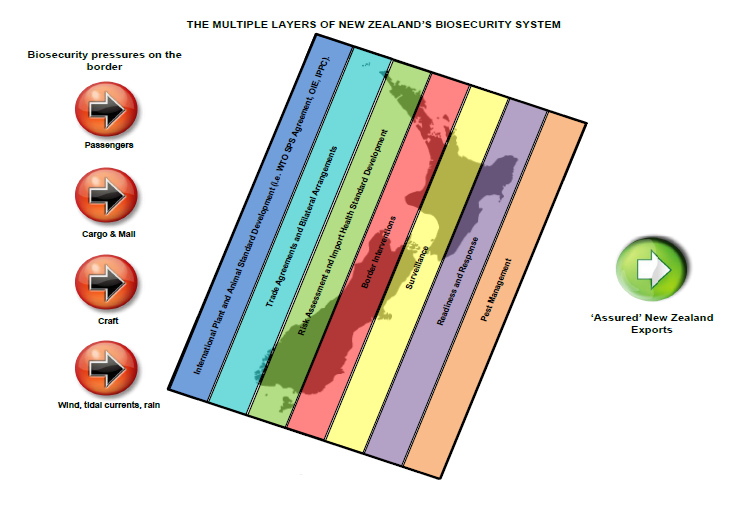 THE MULTIPLE LAYERS OF NEW ZEALAND'S BIOSECURITY SYSTEM
Biosecurity pressures on the
border
Passengers
Cargo & Mail
Craft
Wind, tidal currents, rain
International Plant and Animal Standard Development (i.e. WTO SPS Agreement, OIE, IPPC).
Trade Agreements and Bilateral Arrangements
Risk Assessment and Import Health Standard Development
Border Interventions
Surveillance
Readiness and Response
Pest Management
'Assured' New Zealand
Exports